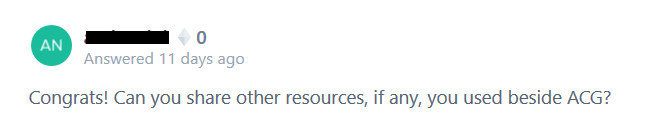 AN
0
Answered 11 days ago
Congrats! Can you share other resources, if any, you used beside ACG?